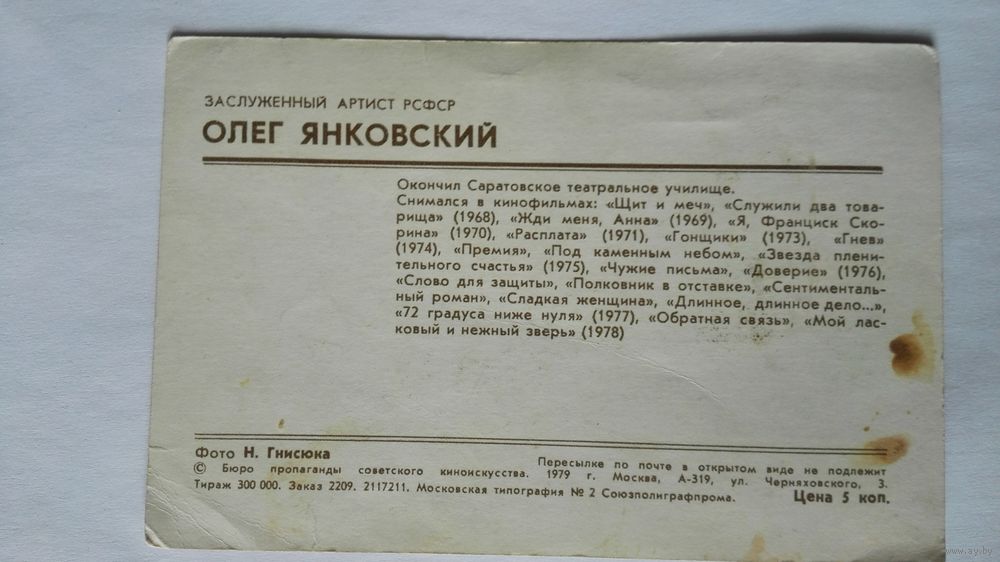 ЗАСЛУЖЕННЫЙ АРТИСТ РСФСР
ОЛЕГ ЯНКОВСКИЙ
Окончил Саратовское театральное училище.
Снимался в кинофильмах: «Щит и меч», «Служили два това-
рища» (1968), «Жди меня, Анна» (1969), «Я, Франциск Ско-
рина» (1970), «Расплата» (1971), «Гонщики» (1973), «Гнев»
(1974), «Премия», «Под каменным небом», «Звезда плени-
тельного счастья» (1975), «Чужие письма», «Доверие» (1976),
«Слово для защиты», «Полковник в отставке», «Сентименталь-
ный роман», «Сладкая женщина», «Длинное, длинное дело...»,
«72 градуса ниже нуля» (1977), «Обратная связь», «Мой лас-
ковый и нежный зверь» (1978)
Фото Н. Гнисюка
Пересылке по почте в открытом виде не подлежит
© Бюро пропаганды советского киноискусства. 1979 г. Москва, А-319, ул. Черняховского, 3.
Тираж 300 000. Заказ 2209. 2117211. Московская типография № 2 Союзполиграфпрома.
Цена 5 коп.
www.ay.by